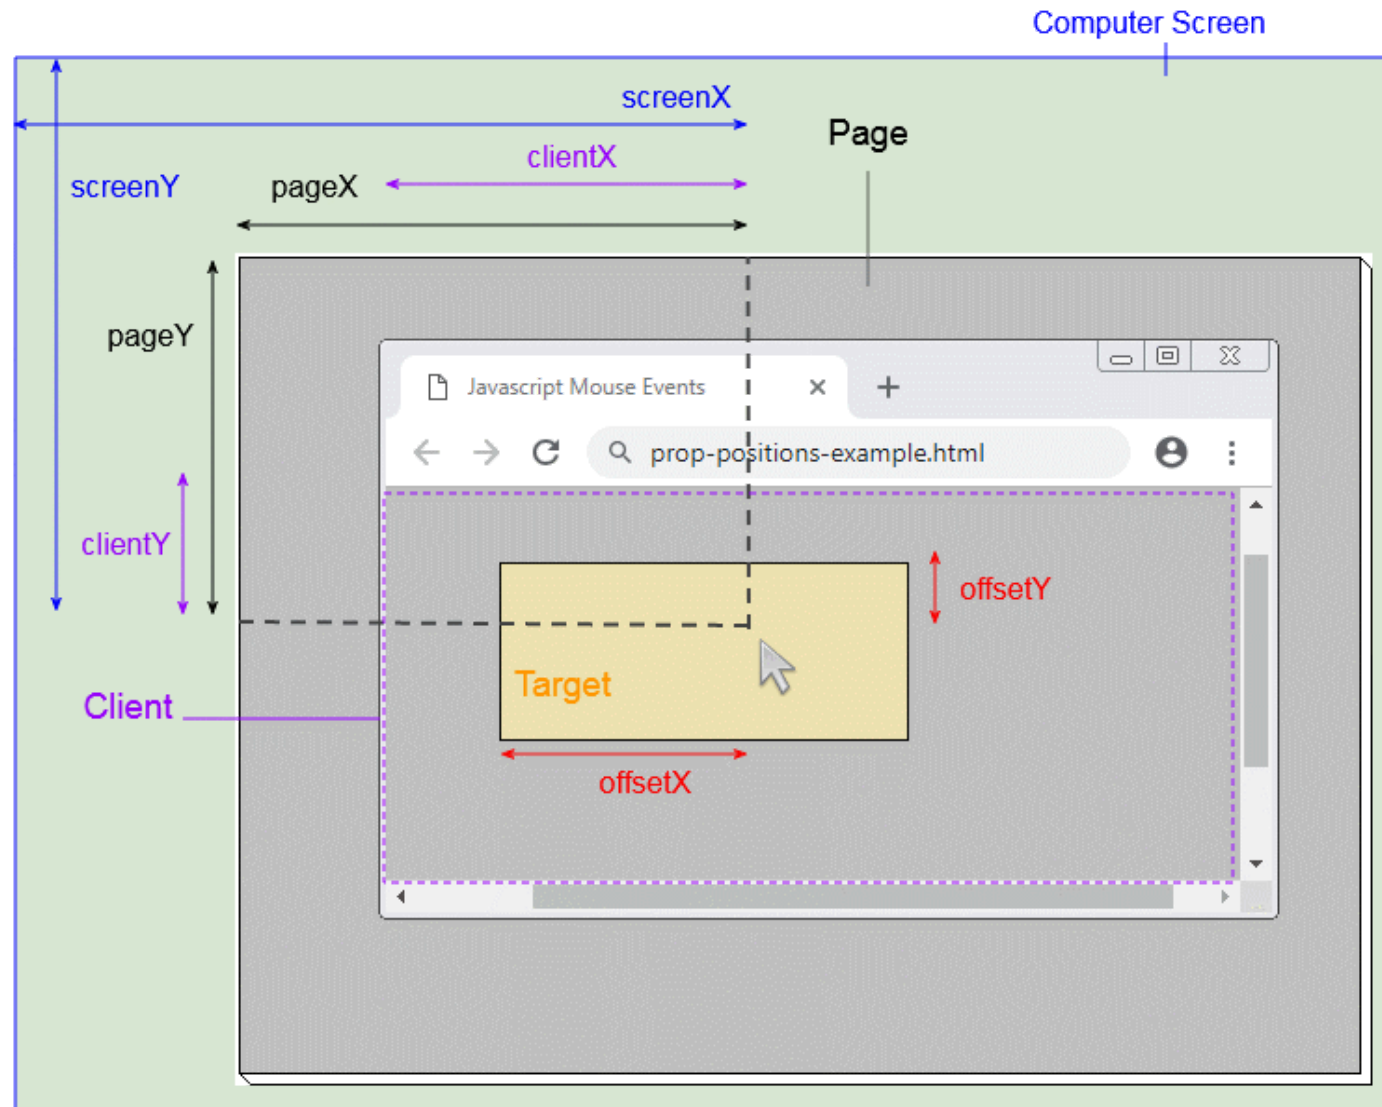 Computer Screen
screenX
Page
clientX
screenY
pageX
pageY
Javascript Mouse Events
prop-positions-example.html
clientY
offsetY
Target
Client
offsetX